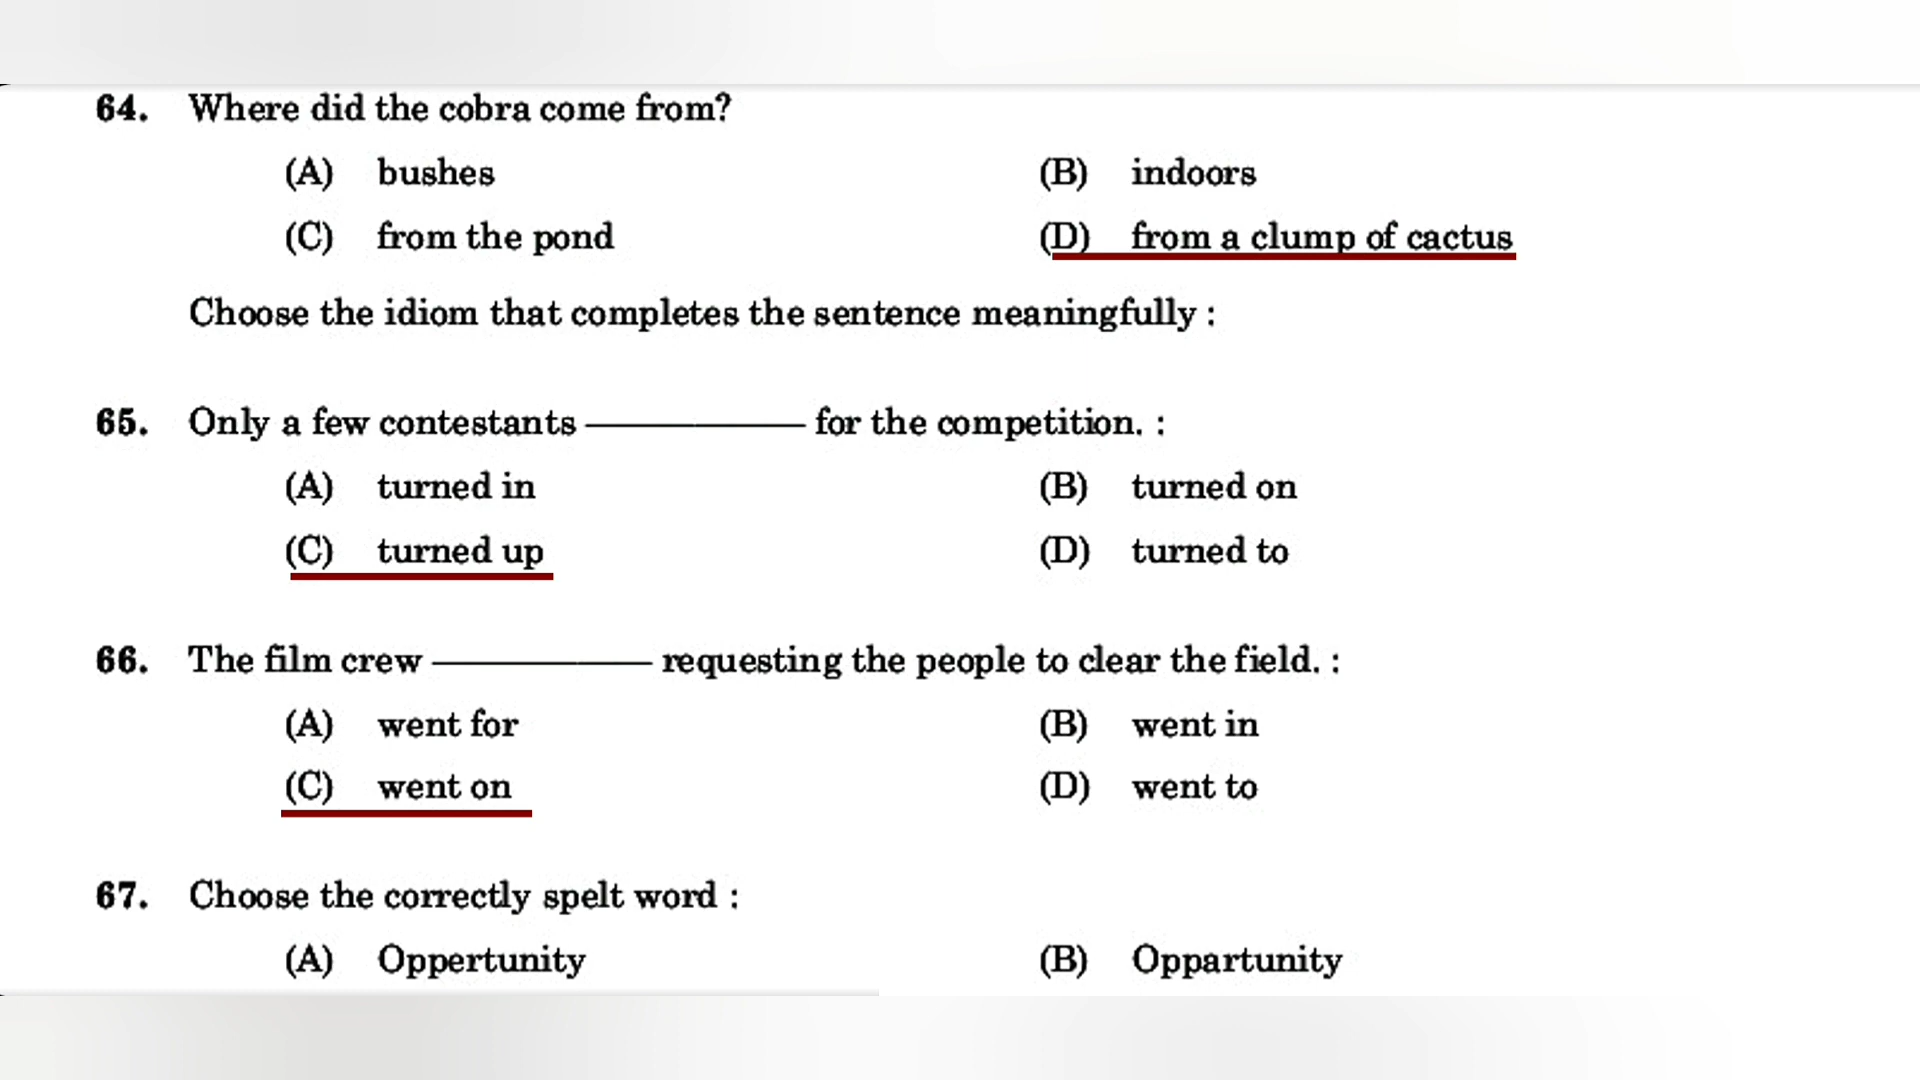 64. Where did the cobra come from?
(A) bushes (B) indoors
(C) from the pond (D) from a clump of cactus
Choose the idiom that completes the sentence meaningfully :
65. Only a few contestants ———— for the competition. :
(A) turned in (B) turned on
(C) turned up (D) turned to
66. The film crew ———— requesting the people to clear the field. :
(A) went for (B) went in
(C) went on (D) went to
67. Choose the correctly spelt word :
(A) Oppertunity (B) Oppartunity